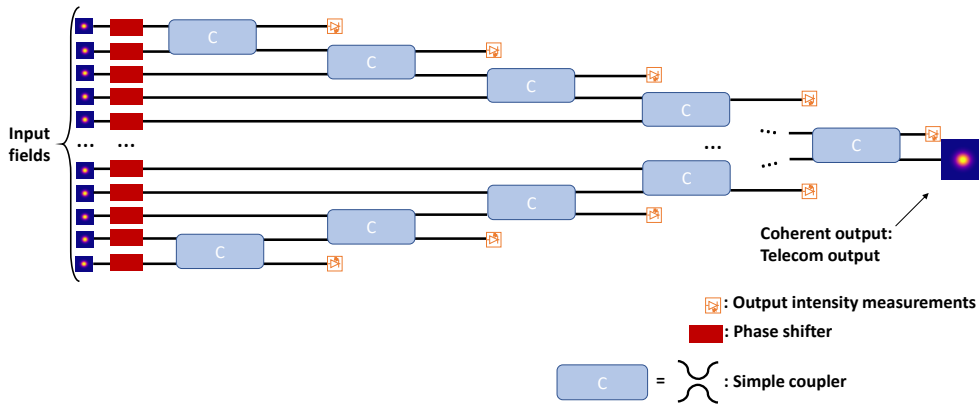 C
C
C
C
Input
fields
... ...
...
...
...
C
C
C
C
C
Coherent output:
Telecom output
: Output intensity measurements
: Phase shifter
C = : Simple coupler